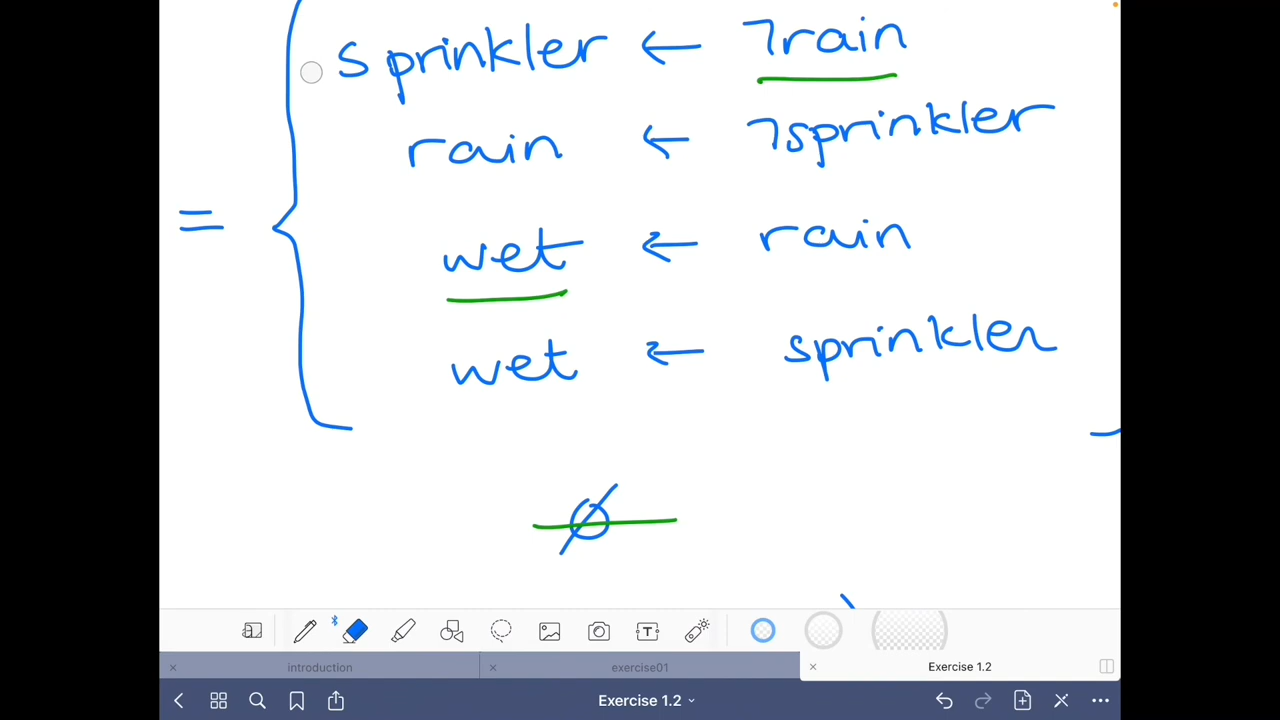 sprinkler ← ¬rain
rain ← ¬sprinkler
= {
wet ← rain
wet ← sprinkler
∅
T
introduction
exercise01
Exercise 1.2
Exercise 1.2